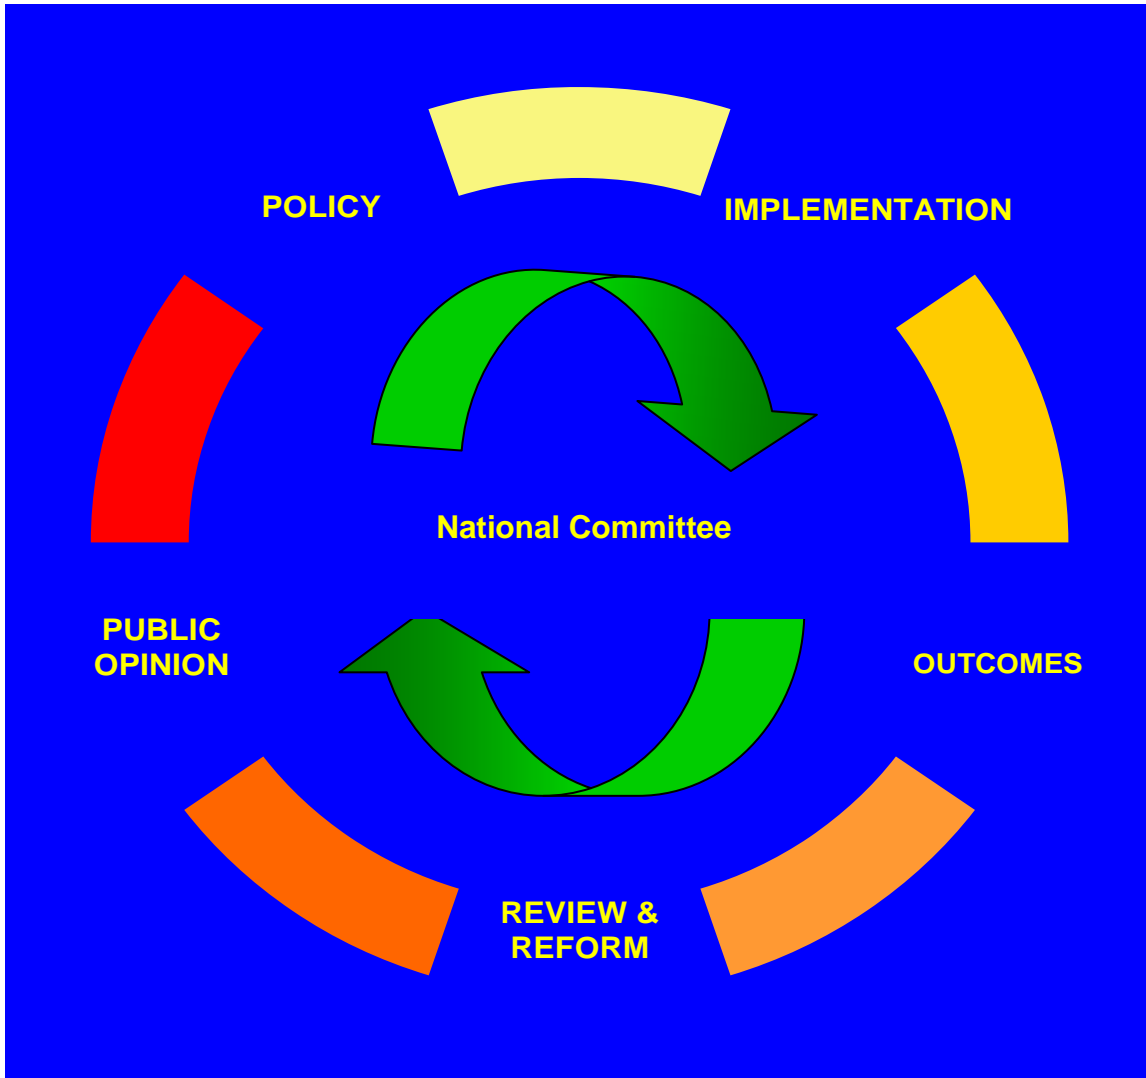 POLICY
IMPLEMENTATION
National Committee
PUBLIC
OPINION
OUTCOMES
REVIEW &
REFORM